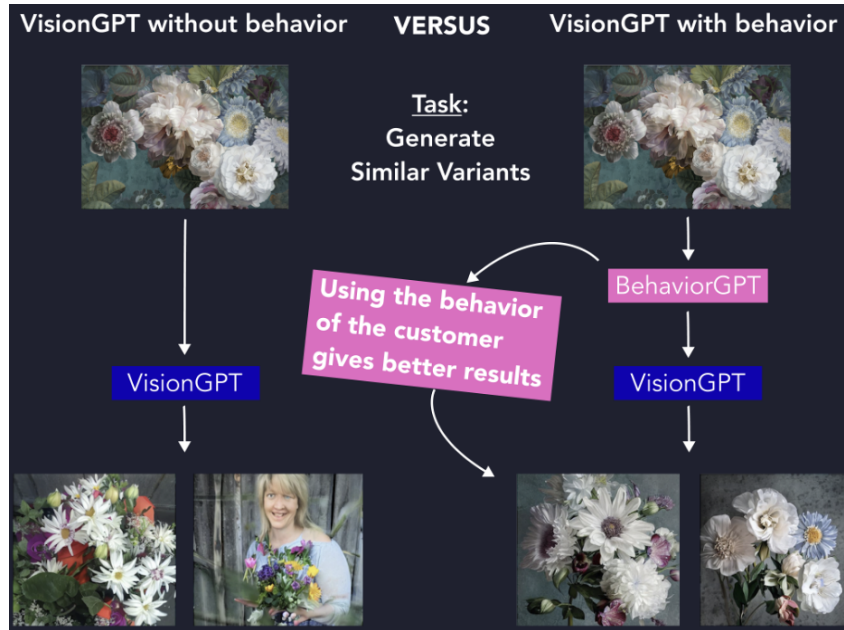 VisionGPT without behavior
VERSUS
VisionGPT with behavior
Task:
Generate
Similar Variants
BehaviorGPT
Using the behavior
of the customer
gives better results
VisionGPT
VisionGPT